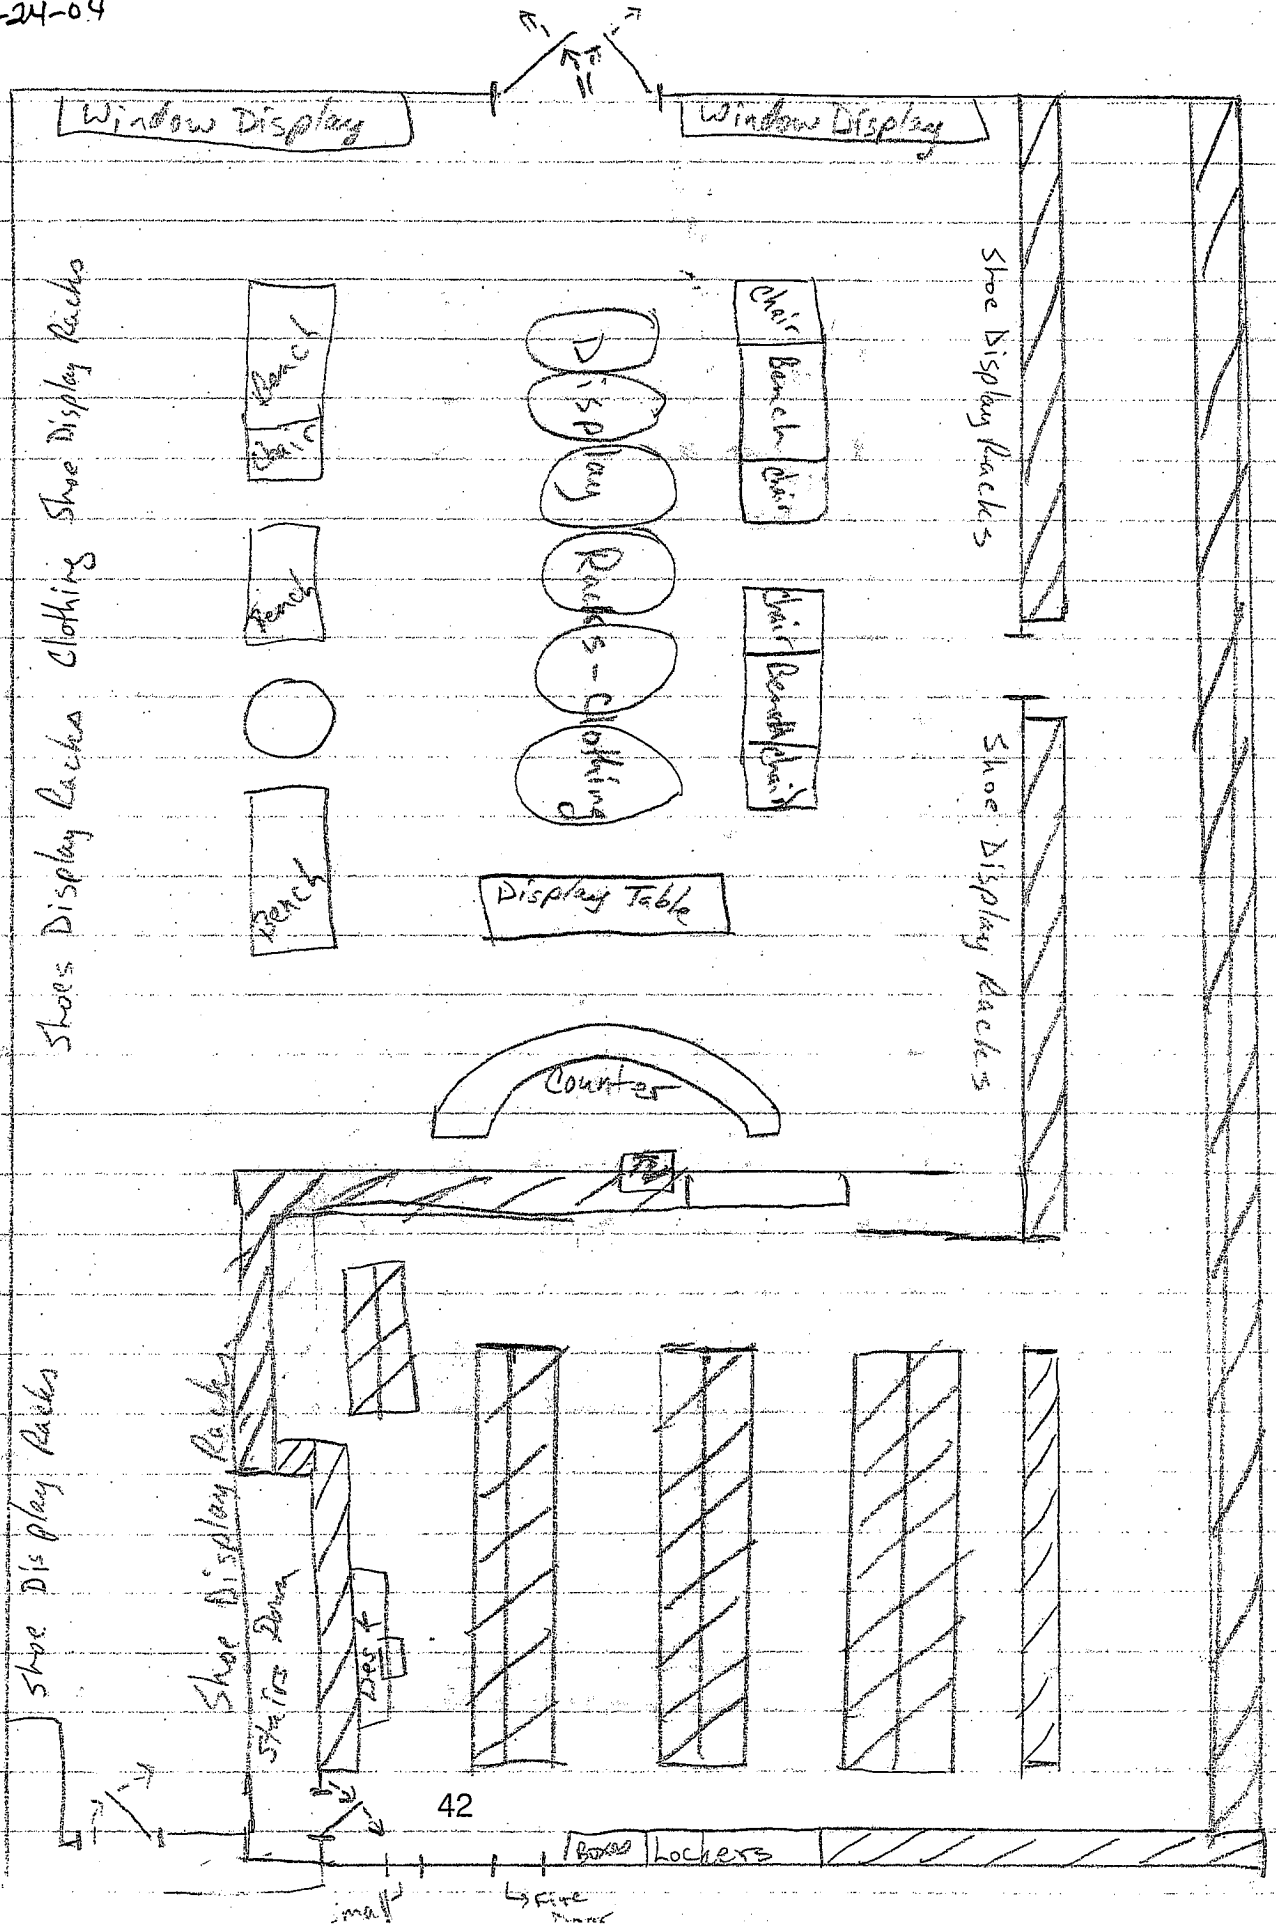 -24-04
Window Display
Window Display
Shoe Display Racks
Clothing
Shoes Display Racks
Bench
Chair
Bench
Bench
Display Racks - Clothing
Chair
Bench
Chair
Chair
Bench
Chair
Shoe Display Racks
Shoe Display Racks
Display Table
Counter
Shoe Display Racks
Shoe Display Racks
Stairs Down
Desk
42
Boxes
Lockers
small
Fire